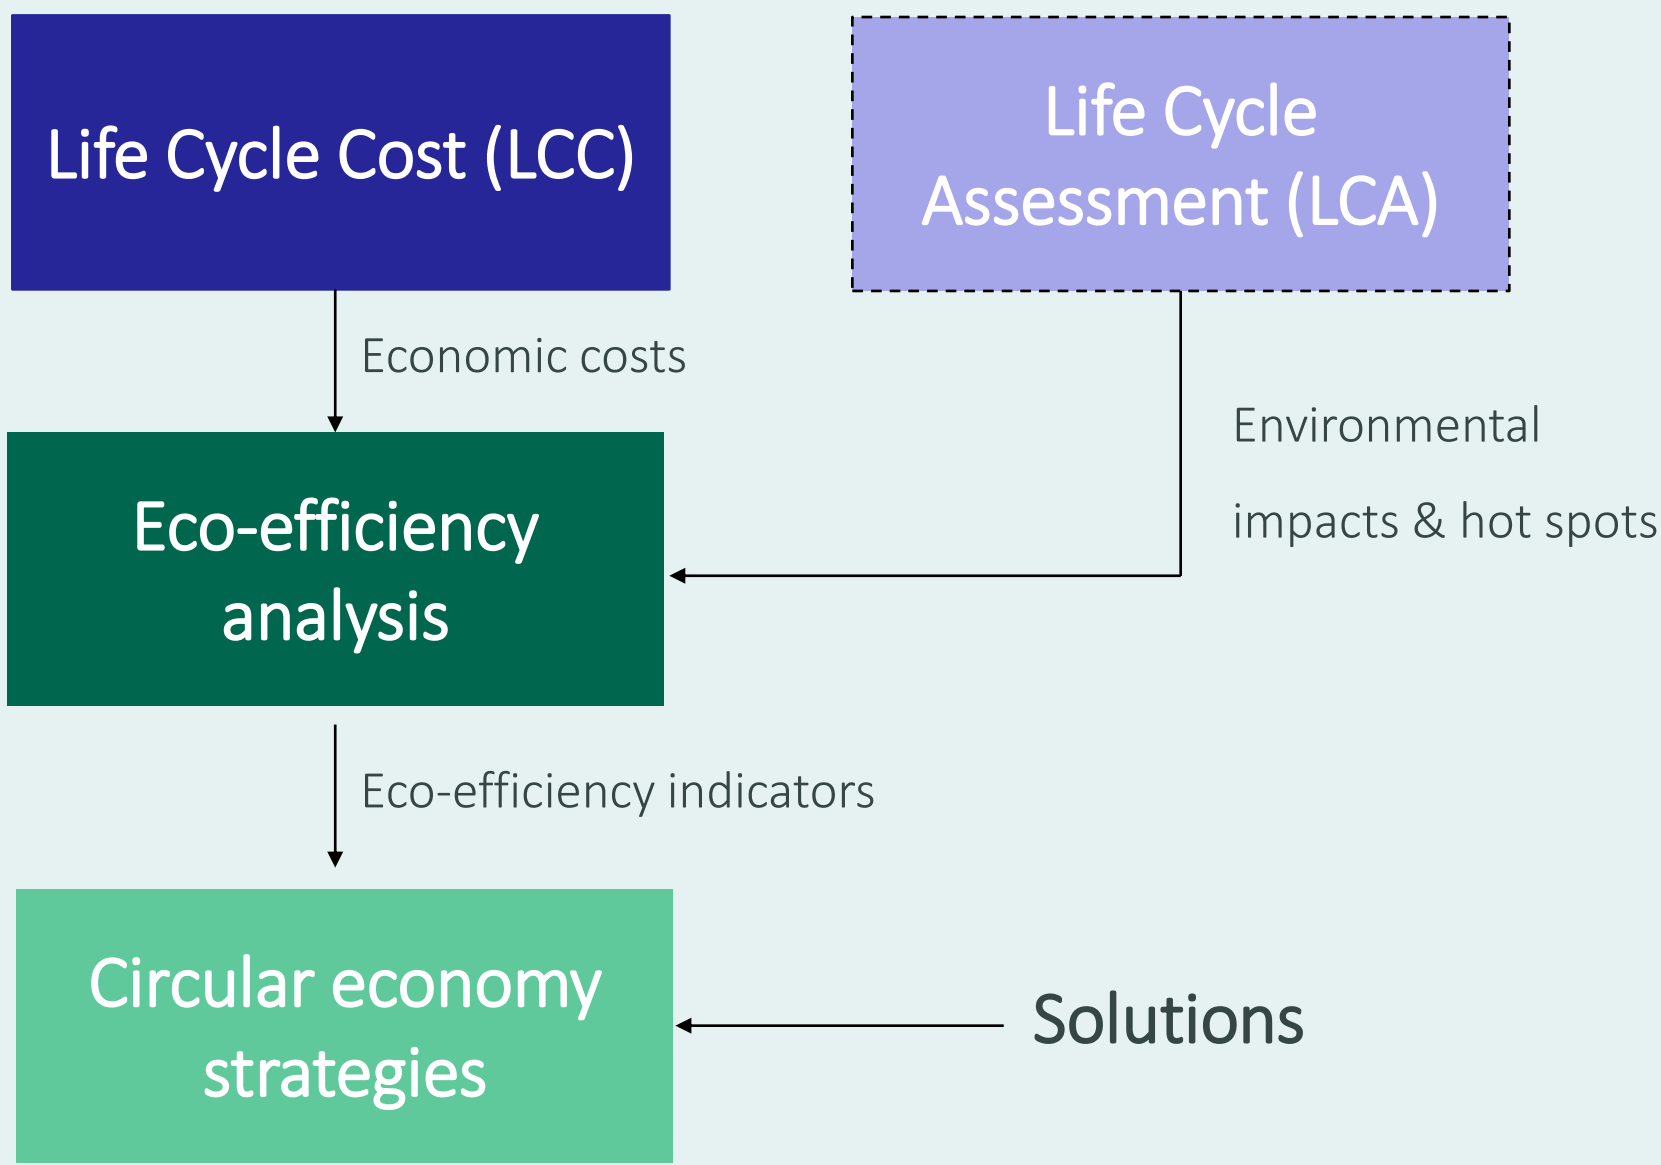 Life Cycle Cost (LCC)
Life Cycle
Assessment (LCA)
Economic costs
Environmental
impacts & hot spots
Eco-efficiency
analysis
Eco-efficiency indicators
Circular economy
strategies
Solutions